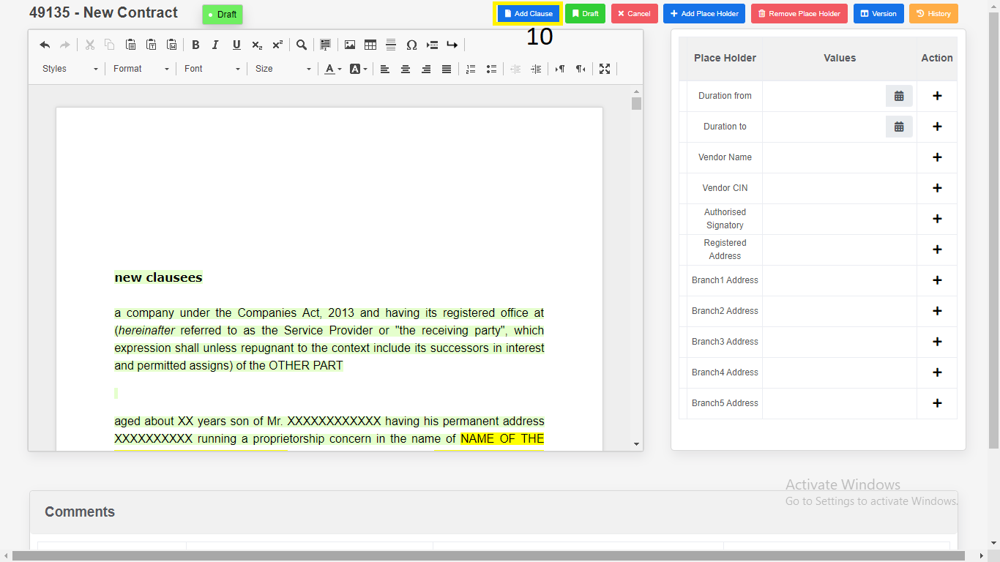 49135 - New Contract
Draft
Add Clause
Draft
Cancel
Add Place Holder
Remove Place Holder
Version
History
10
Styles
Format
Font
Size
new clausees
a company under the Companies Act, 2013 and having its registered office at
(hereinafter referred to as the Service Provider or "the receiving party", which
expression shall unless repugnant to the context include its successors in interest
and permitted assigns) of the OTHER PART
aged about XX years son of Mr. XXXXXXXXXXXX having his permanent address
XXXXXXXXXX running a proprietorship concern in the name of NAME OF THE
Place Holder
Values
Action
Duration from
Duration to
Vendor Name
Vendor CIN
Authorised
Signatory
Registered
Address
Branch1 Address
Branch2 Address
Branch3 Address
Branch4 Address
Branch5 Address
Activate Windows
Go to Settings to activate Windows.
Comments